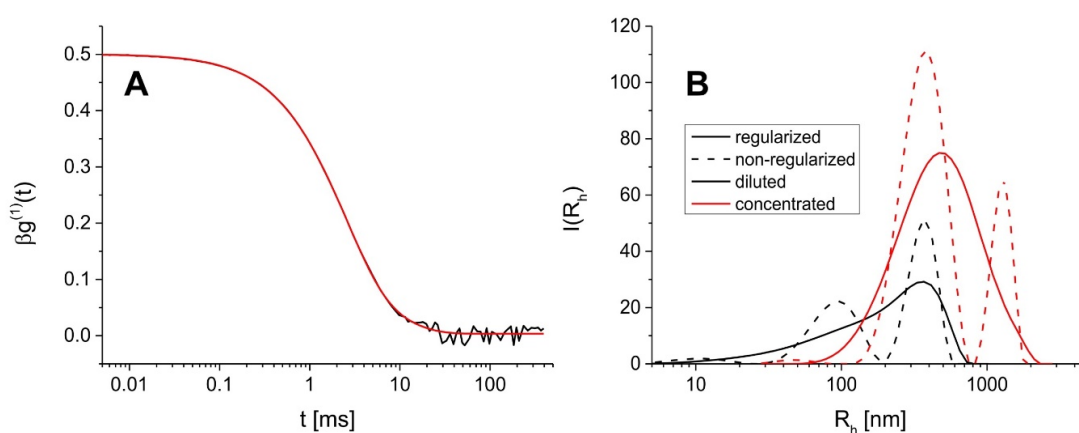 A
0.5
0.4
0.3
0.2
0.1
0.0
βg(1)(t)
0.01
0.1
1
10
100
t [ms]
B
120
100
80
60
40
20
0
I(Rh)
regularized
non-regularized
diluted
concentrated
10
100
1000
Rh [nm]